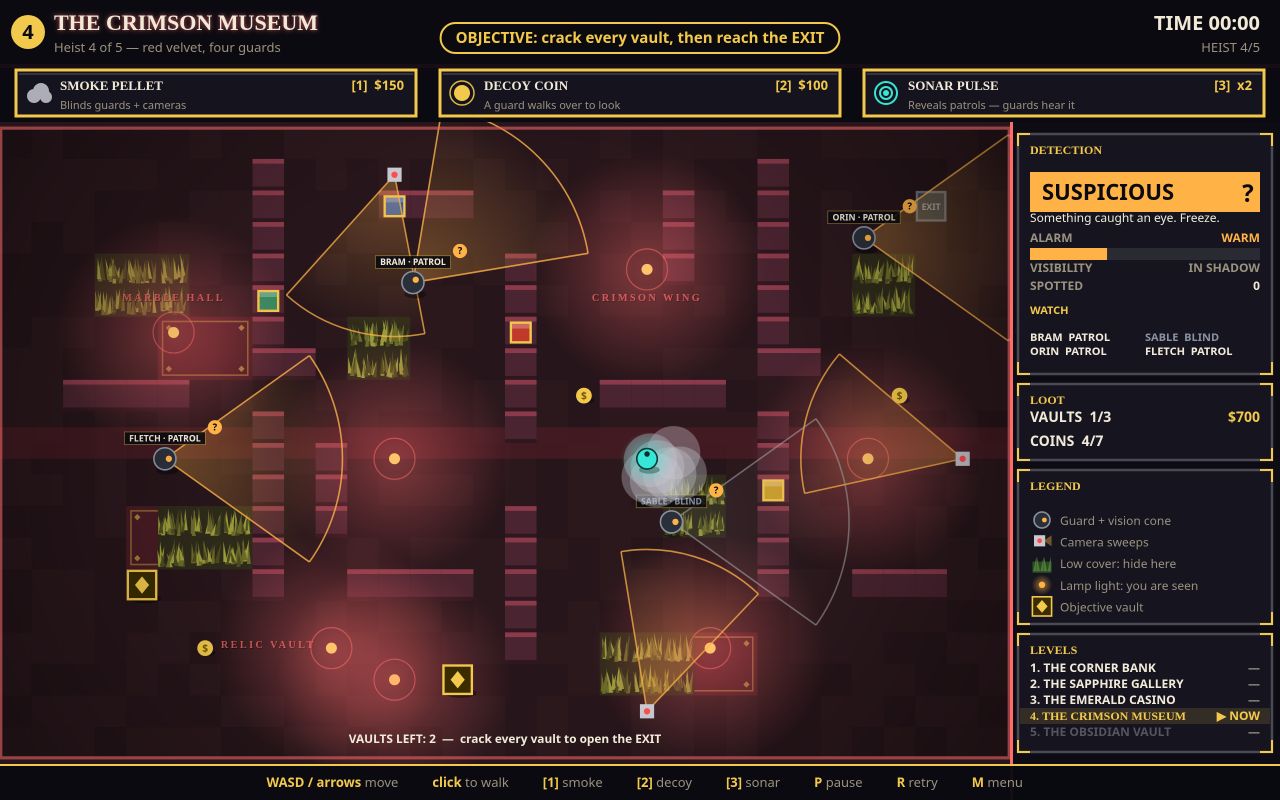 4
THE CRIMSON MUSEUM
Heist 4 of 5 — red velvet, four guards
OBJECTIVE: crack every vault, then reach the EXIT
TIME 00:00
HEIST 4/5
SMOKE PELLET [1] $150
Blinds guards + cameras
DECOY COIN [2] $100
A guard walks over to look
SONAR PULSE [3] x2
Reveals patrols — guards hear it
ORIN · PATROL
?
EXIT
BRAM · PATROL
?
MARBLE HALL
CRIMSON WING
$
$
FLETCH · PATROL
?
SABLE · BLIND
?
$
RELIC VAULT
VAULTS LEFT: 2 — crack every vault to open the EXIT
DETECTION
SUSPICIOUS ?
Something caught an eye. Freeze.
ALARM WARM
VISIBILITY IN SHADOW
SPOTTED 0
WATCH
BRAM PATROL SABLE BLIND
ORIN PATROL FLETCH PATROL
LOOT
VAULTS 1/3 $700
COINS 4/7
LEGEND
Guard + vision cone
Camera sweeps
Low cover: hide here
Lamp light: you are seen
Objective vault
LEVELS
1. THE CORNER BANK —
2. THE SAPPHIRE GALLERY —
3. THE EMERALD CASINO —
4. THE CRIMSON MUSEUM ▶ NOW
5. THE OBSIDIAN VAULT —
WASD / arrows move click to walk [1] smoke [2] decoy [3] sonar P pause R retry M menu